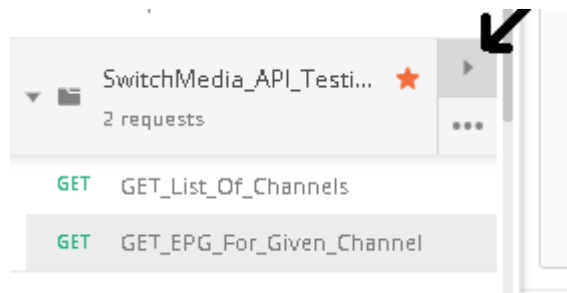 SwitchMedia_API_Testi...
2 requests
GET GET_List_Of_Channels
GET GET_EPG_For_Given_Channel